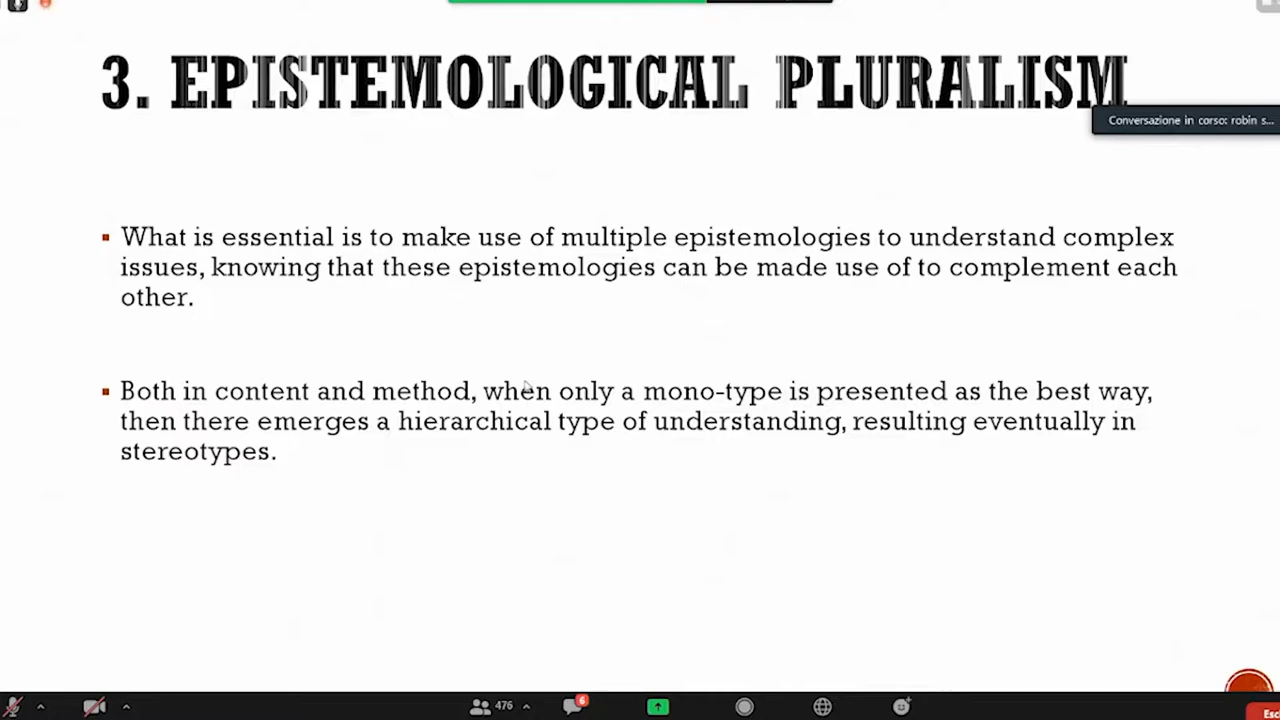 3. EPISTEMOLOGICAL PLURALISM
Conversazione in corso: robin s...
What is essential is to make use of multiple epistemologies to understand complex
issues, knowing that these epistemologies can be made use of to complement each
other.
Both in content and method, when only a mono-type is presented as the best way,
then there emerges a hierarchical type of understanding, resulting eventually in
stereotypes.
476
6
Esc